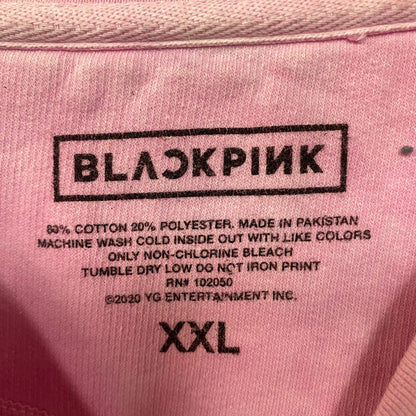 BLACKPINK
80% COTTON 20% POLYESTER. MADE IN PAKISTAN
MACHINE WASH COLD INSIDE OUT WITH LIKE COLORS
ONLY NON-CHLORINE BLEACH
TUMBLE DRY LOW DO NOT IRON PRINT
RN# 102050
©2020 YG ENTERTAINMENT INC.
XXL